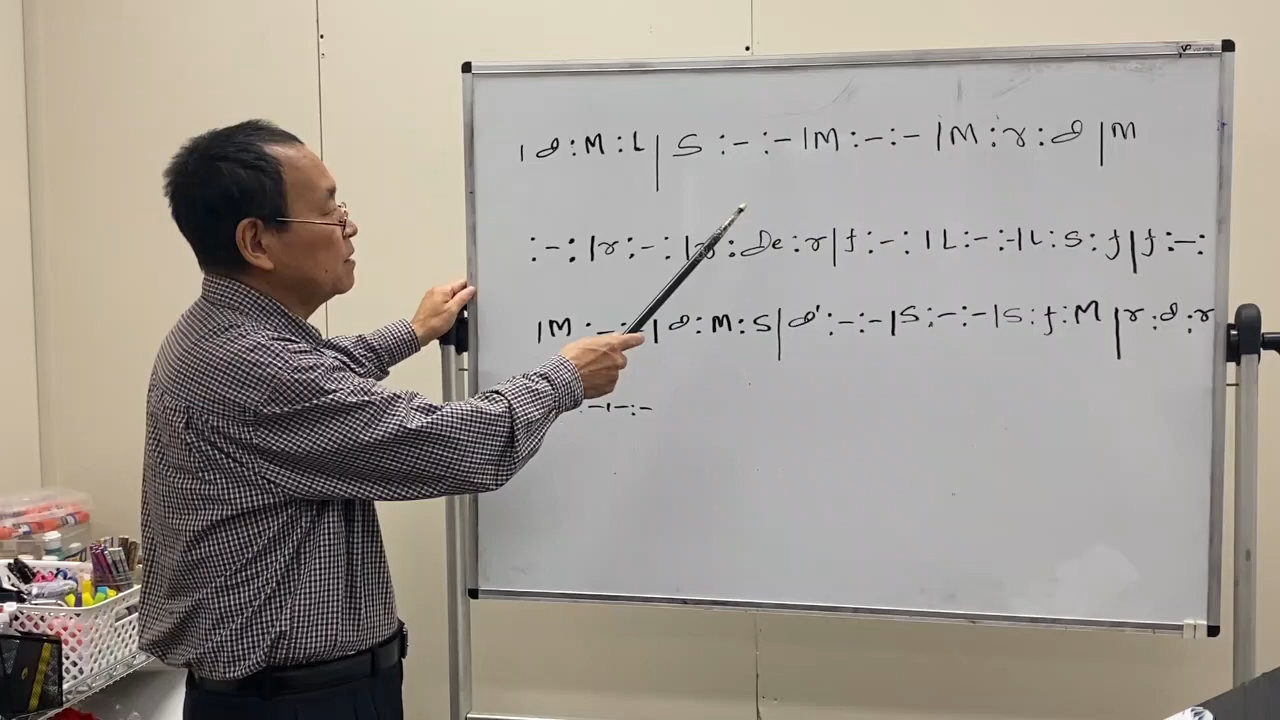 | d : M : L | S : – : – | M : – : – | M : r : d | M
: – : | r : – : | r : De : r | f : – : | L : – : – | L : S : f | f : – :
| M : – : – | d : M : S | d' : – : – | S : – : – | S : f : M | r : d : r
: – | – : –